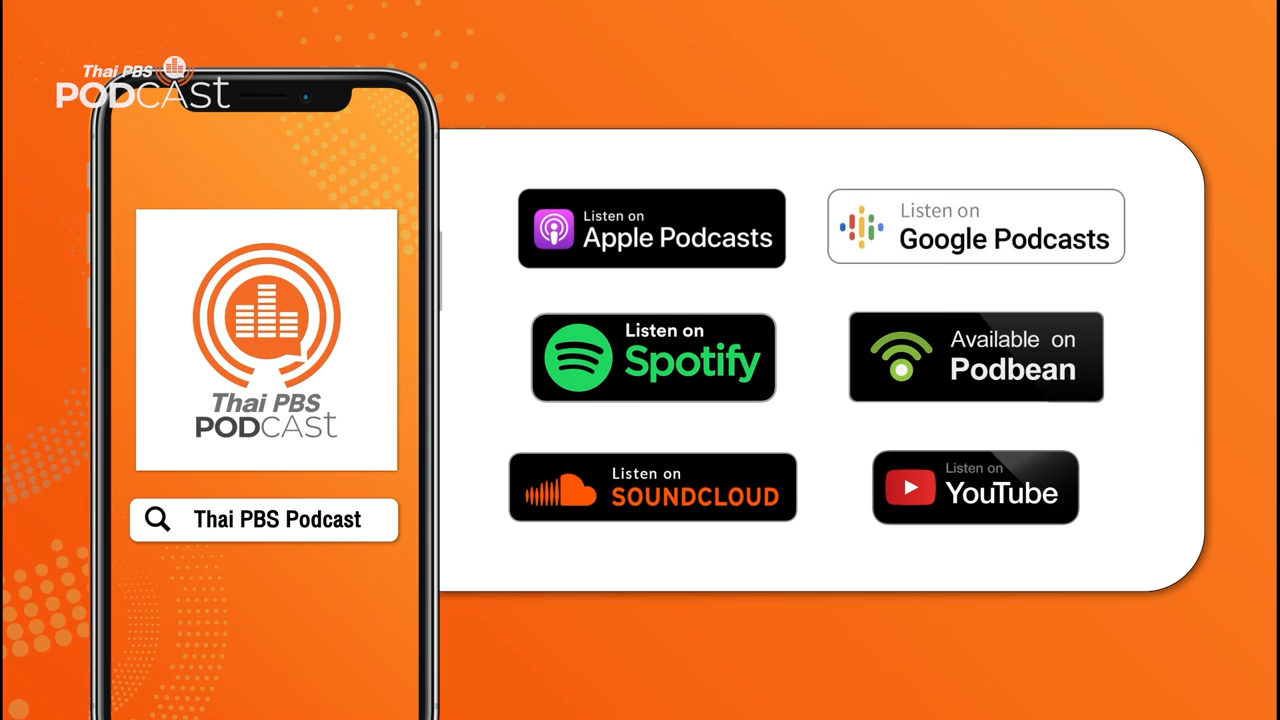 Thai PBS
PODCAST
Thai PBS
PODCAST
Thai PBS Podcast
Listen on
Apple Podcasts
Listen on
Google Podcasts
Listen on
Spotify
Available on
Podbean
Listen on
SOUNDCLOUD
Listen on
YouTube